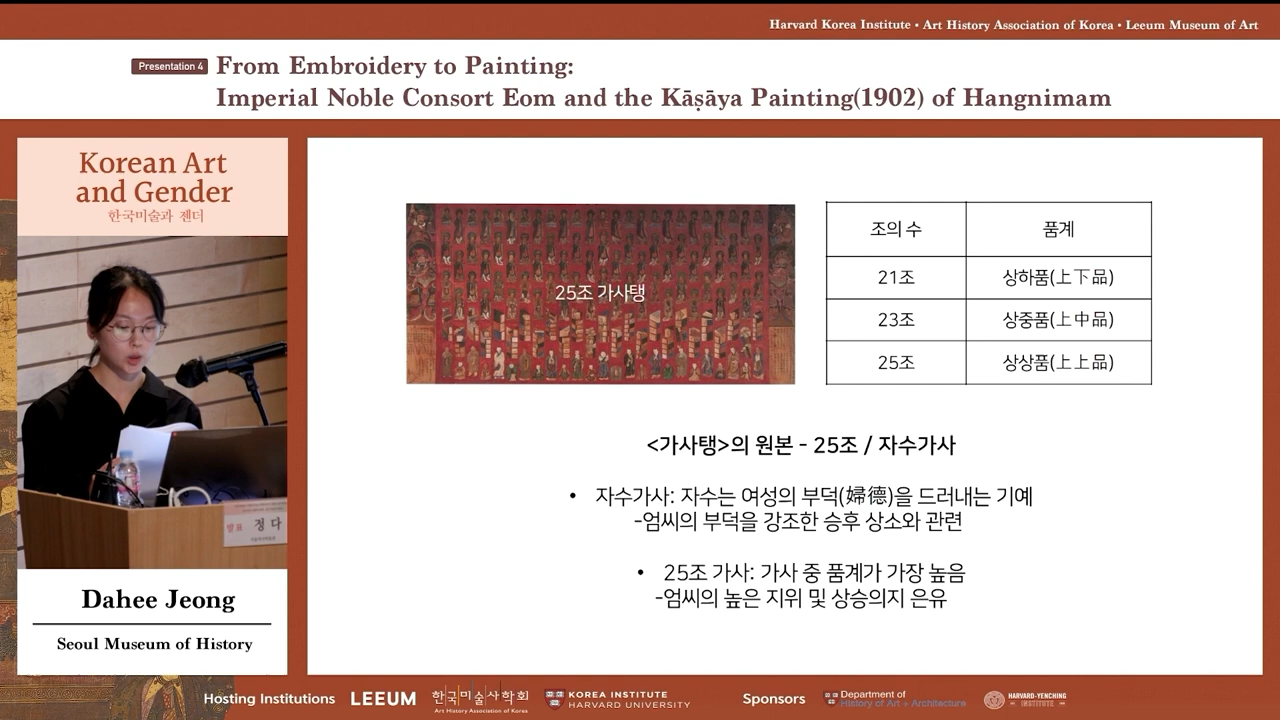 Harvard Korea Institute • Art History Association of Korea • Leeum Museum of Art
Presentation 4
From Embroidery to Painting:
Imperial Noble Consort Eom and the Kāṣāya Painting(1902) of Hangnimam
Korean Art
and Gender
한국미술과 젠더
발표 정다
Dahee Jeong
Seoul Museum of History
25조 가사탱
조의 수 품계
21조 상하품(上下品)
23조 상중품(上中品)
25조 상상품(上上品)
<가사탱>의 원본 - 25조 / 자수가사
• 자수가사: 자수는 여성의 부덕(婦德)을 드러내는 기예
-엄씨의 부덕을 강조한 승후 상소와 관련
• 25조 가사: 가사 중 품계가 가장 높음
-엄씨의 높은 지위 및 상승의지 은유
Hosting Institutions
LEEUM
한국미술사학회
Art History Association of Korea
KOREA INSTITUTE
HARVARD UNIVERSITY
Sponsors
Department of
History of Art + Architecture
HARVARD-YENCHING
INSTITUTE